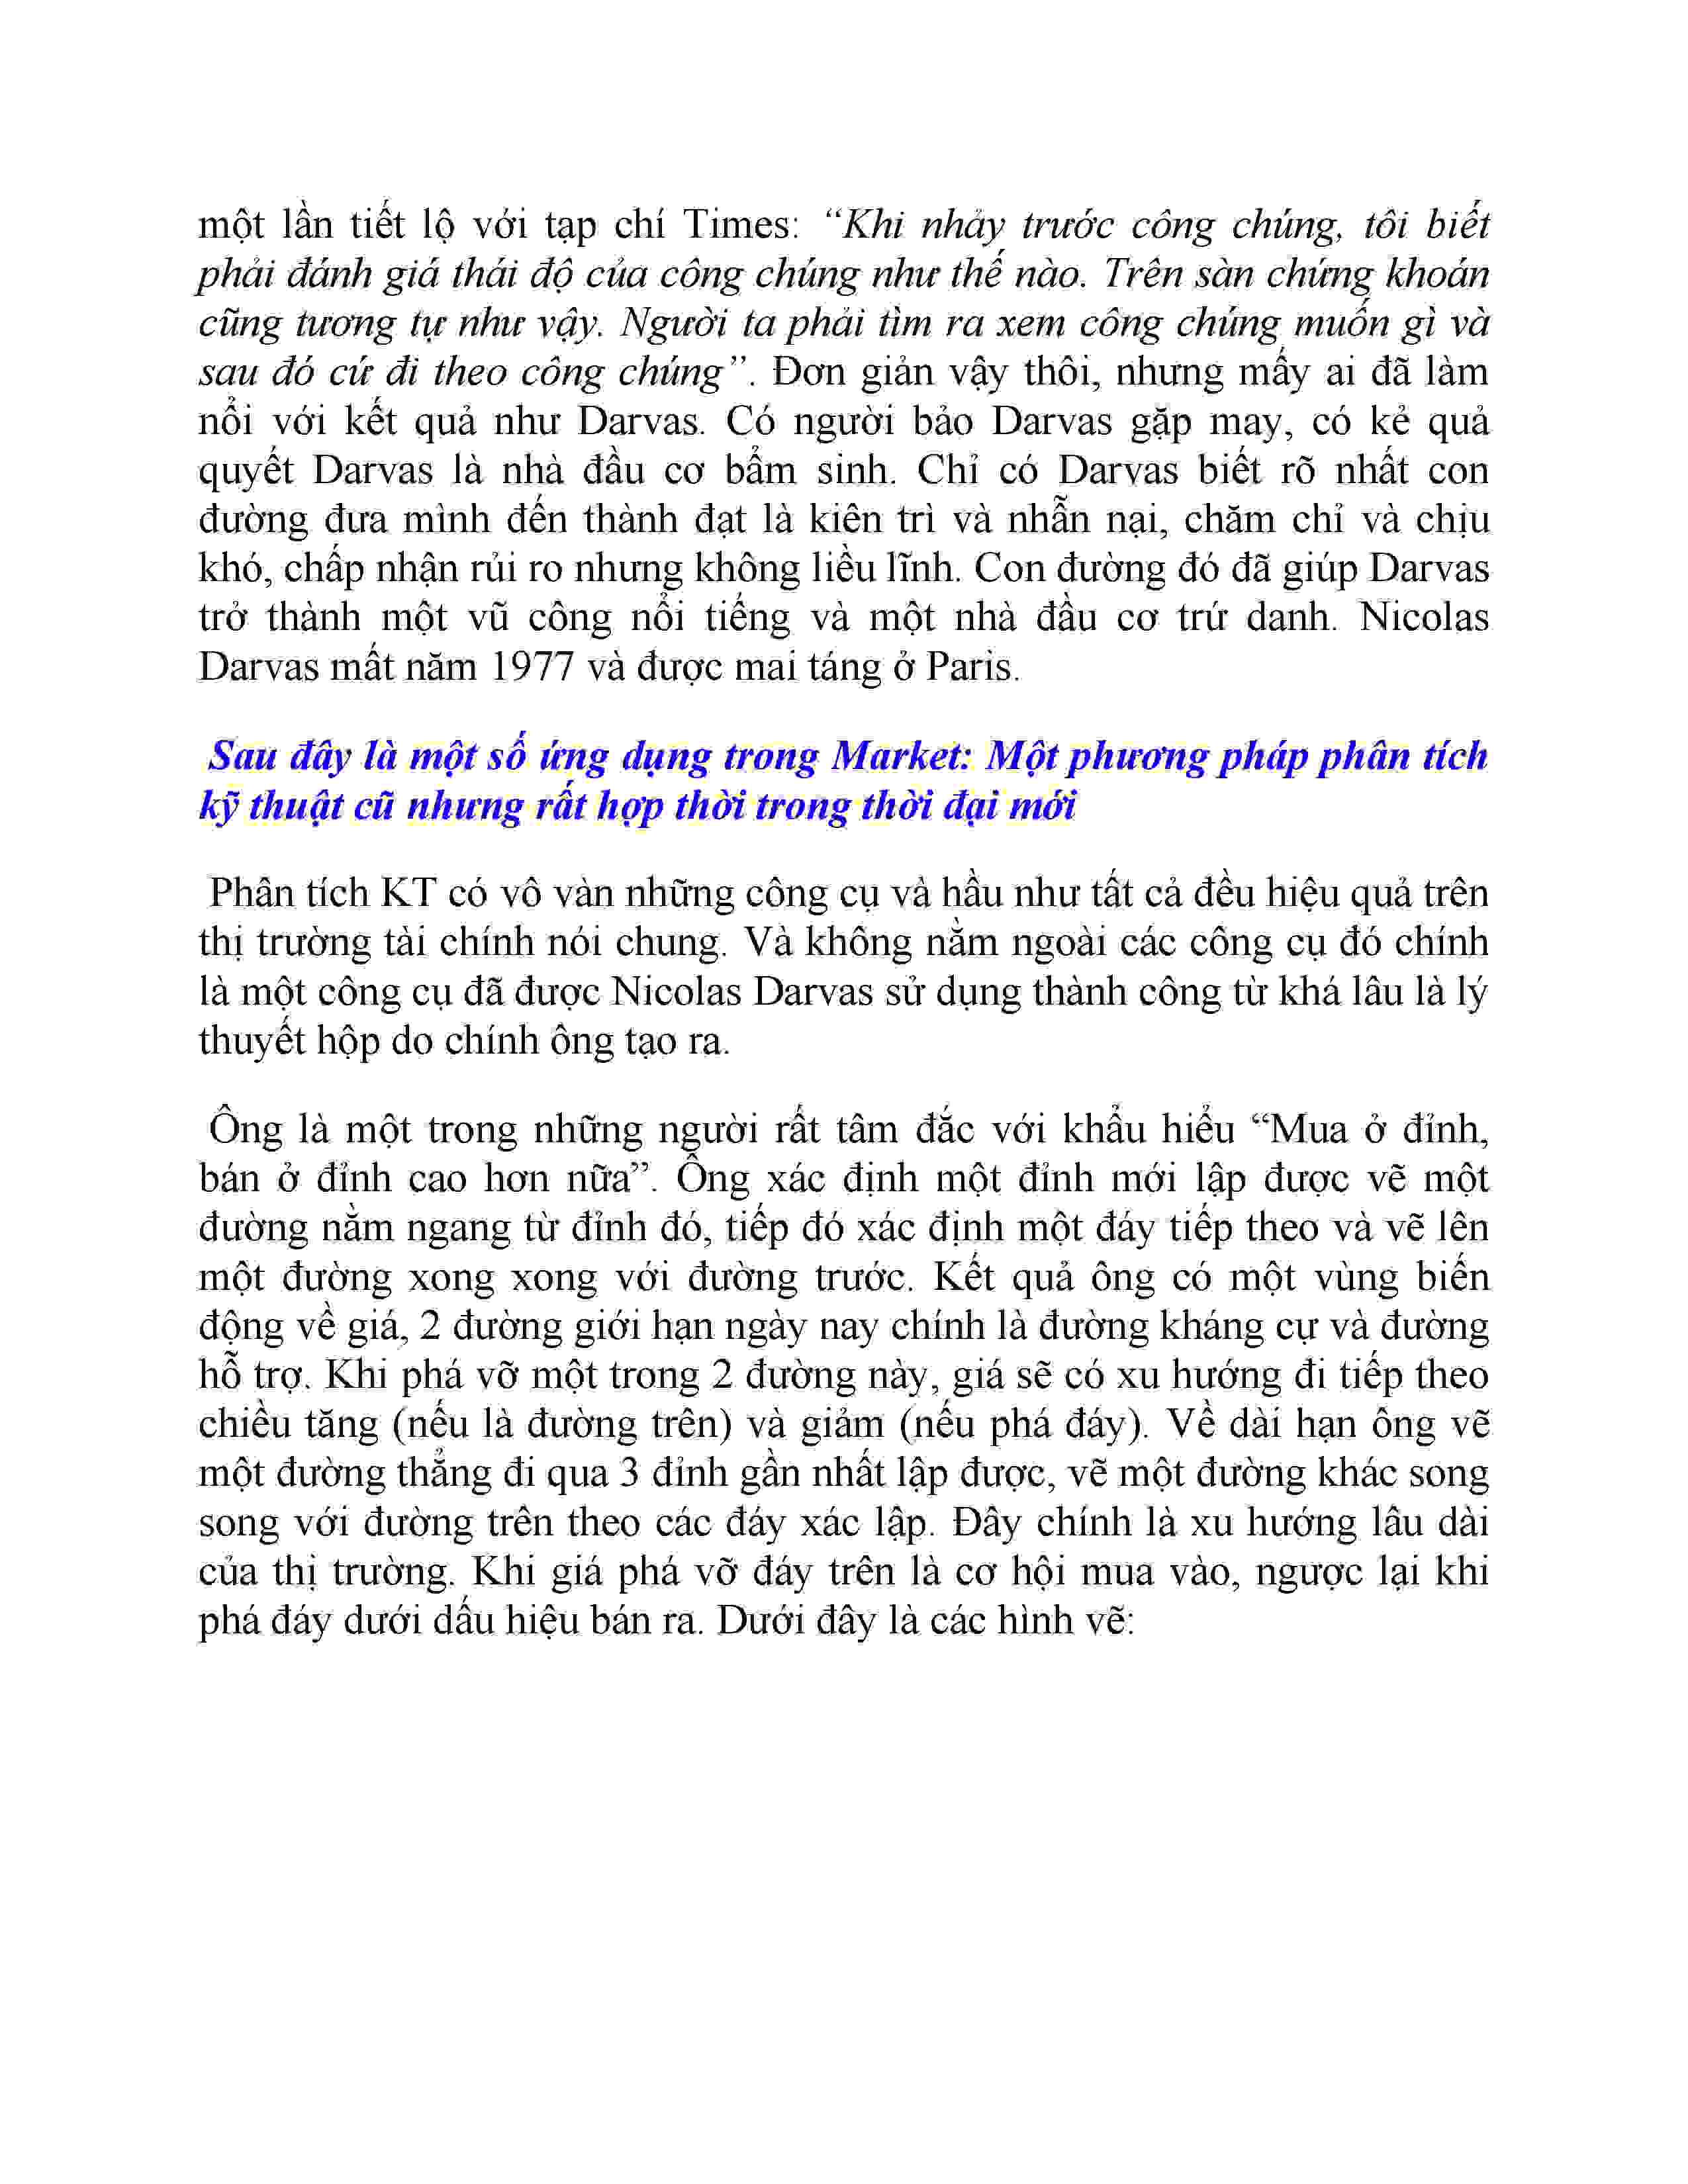 một lần tiết lộ với tạp chí Times: “Khi nhảy trước công chúng, tôi biết
phải đánh giá thái độ của công chúng như thế nào. Trên sàn chứng khoán
cũng tương tự như vậy. Người ta phải tìm ra xem công chúng muốn gì và
sau đó cứ đi theo công chúng”. Đơn giản vậy thôi, nhưng mấy ai đã làm
nổi với kết quả như Darvas. Có người bảo Darvas gặp may, có kẻ quả
quyết Darvas là nhà đầu cơ bẩm sinh. Chỉ có Darvas biết rõ nhất con
đường đưa mình đến thành đạt là kiên trì và nhẫn nại, chăm chỉ và chịu
khó, chấp nhận rủi ro nhưng không liều lĩnh. Con đường đó đã giúp Darvas
trở thành một vũ công nổi tiếng và một nhà đầu cơ trứ danh. Nicolas
Darvas mất năm 1977 và được mai táng ở Paris.
Sau đây là một số ứng dụng trong Market: Một phương pháp phân tích
kỹ thuật cũ nhưng rất hợp thời trong thời đại mới
Phân tích KT có vô vàn những công cụ và hầu như tất cả đều hiệu quả trên
thị trường tài chính nói chung. Và không nằm ngoài các công cụ đó chính
là một công cụ đã được Nicolas Darvas sử dụng thành công từ khá lâu là lý
thuyết hộp do chính ông tạo ra.
Ông là một trong những người rất tâm đắc với khẩu hiểu “Mua ở đỉnh,
bán ở đỉnh cao hơn nữa”. Ông xác định một đỉnh mới lập được vẽ một
đường nằm ngang từ đỉnh đó, tiếp đó xác định một đáy tiếp theo và vẽ lên
một đường xong xong với đường trước. Kết quả ông có một vùng biến
động về giá, 2 đường giới hạn ngày nay chính là đường kháng cự và đường
hỗ trợ. Khi phá vỡ một trong 2 đường này, giá sẽ có xu hướng đi tiếp theo
chiều tăng (nếu là đường trên) và giảm (nếu phá đáy). Về dài hạn ông vẽ
một đường thẳng đi qua 3 đỉnh gần nhất lập được, vẽ một đường khác song
song với đường trên theo các đáy xác lập. Đây chính là xu hướng lâu dài
của thị trường. Khi giá phá vỡ đáy trên là cơ hội mua vào, ngược lại khi
phá đáy dưới dấu hiệu bán ra. Dưới đây là các hình vẽ: